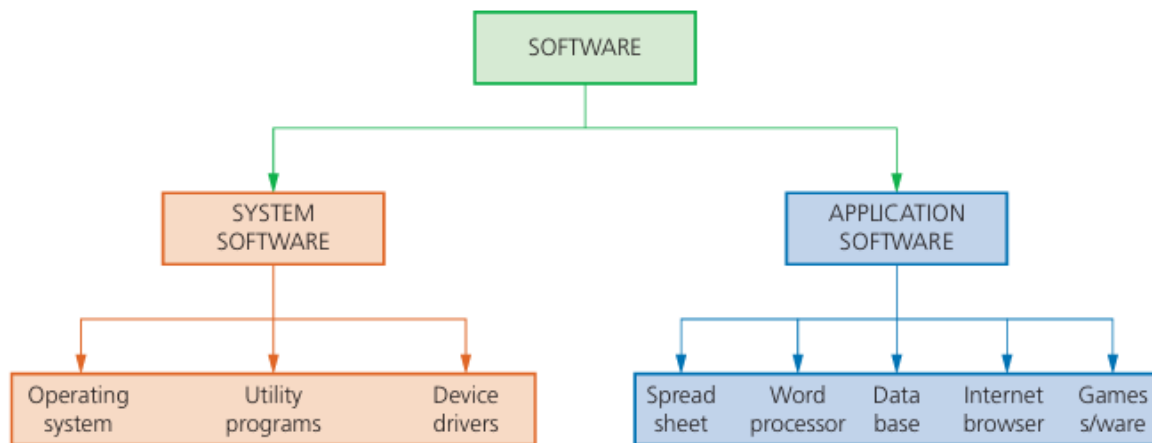 SOFTWARE
SYSTEM
SOFTWARE
APPLICATION
SOFTWARE
Operating
system
Utility
programs
Device
drivers
Spread
sheet
Word
processor
Data
base
Internet
browser
Games
s/ware